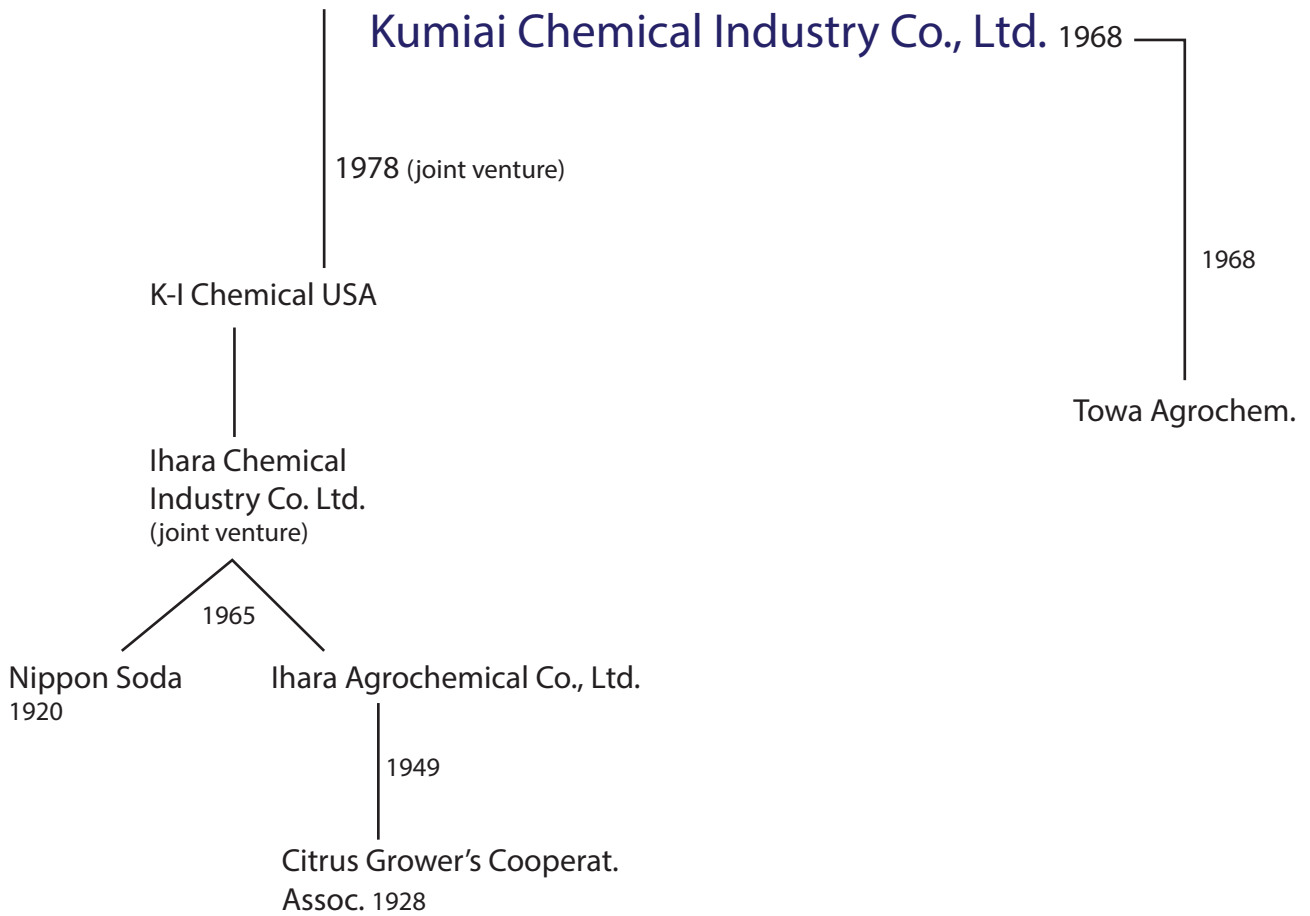 Kumiai Chemical Industry Co., Ltd. 1968
1978 (joint venture)
1968
K-I Chemical USA
Towa Agrochem.
Ihara Chemical
Industry Co. Ltd.
(joint venture)
1965
Nippon Soda
1920
Ihara Agrochemical Co., Ltd.
1949
Citrus Grower’s Cooperat.
Assoc. 1928